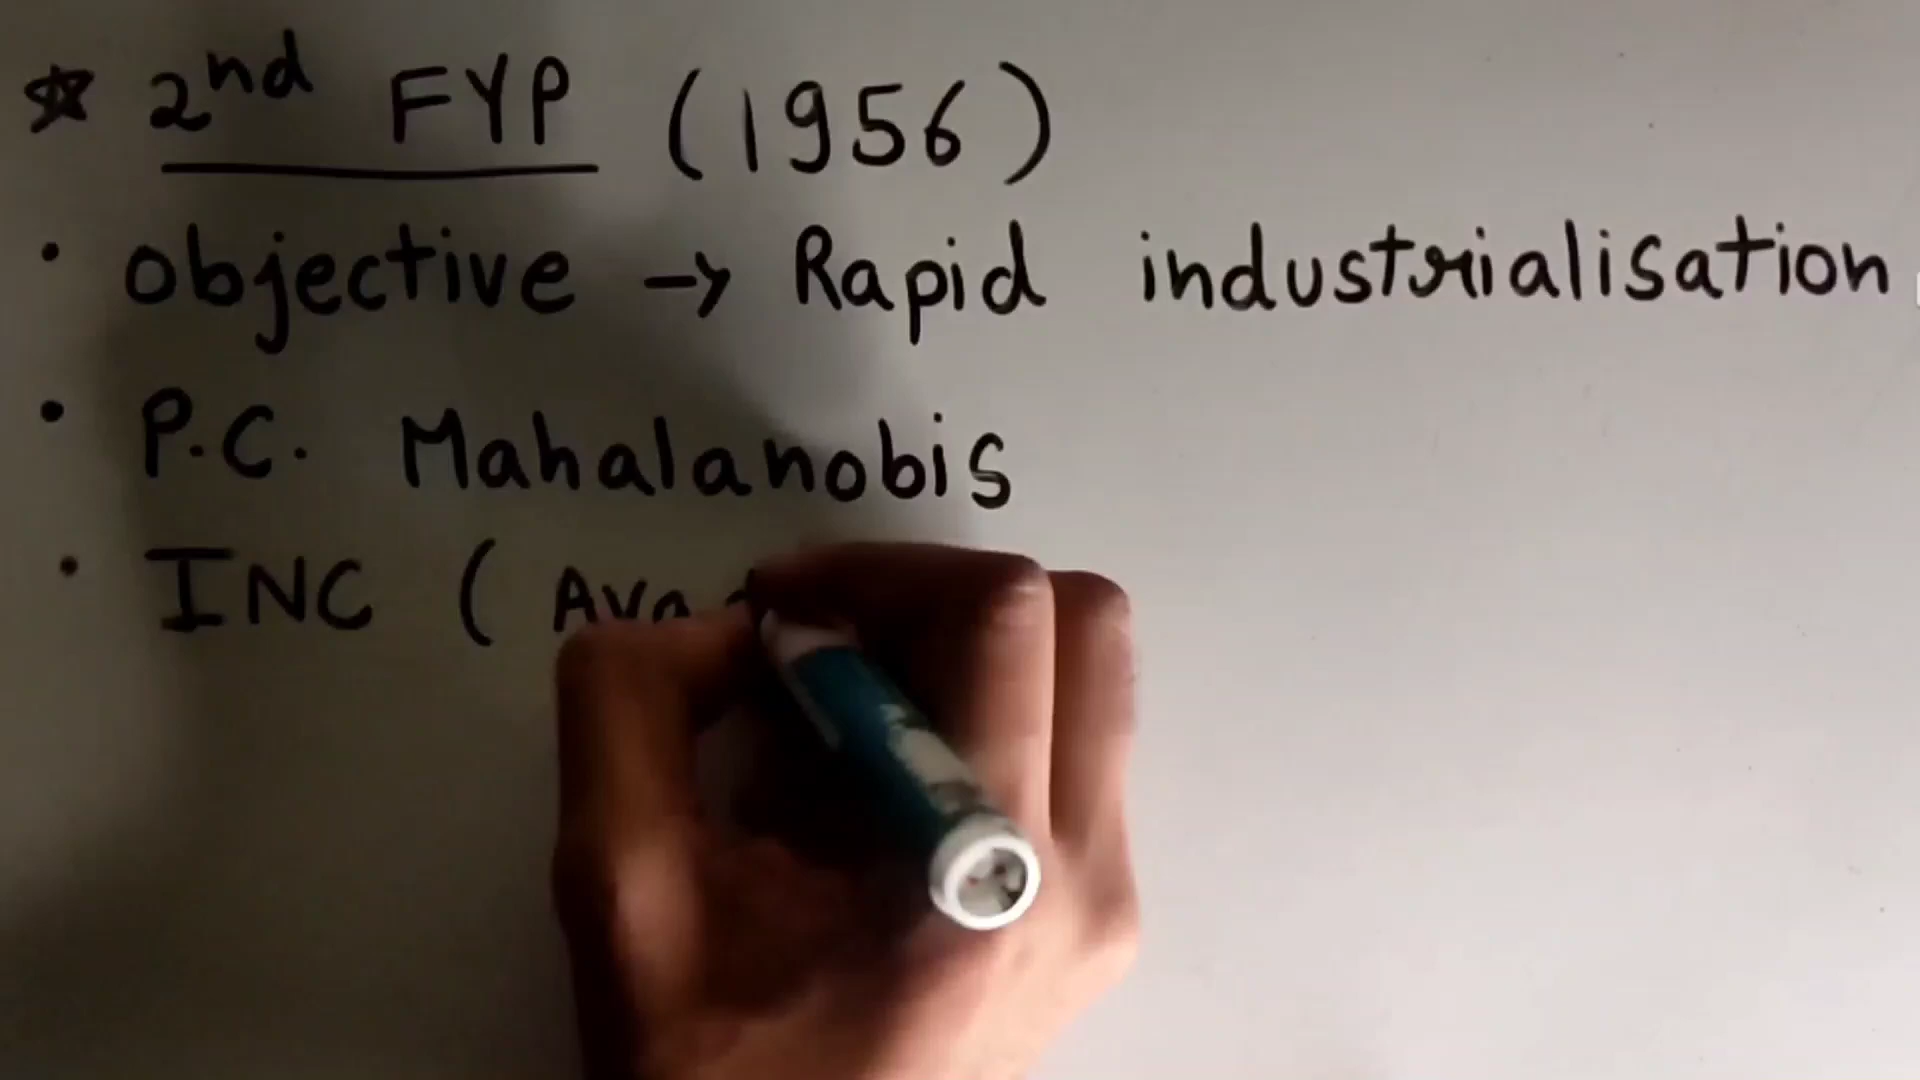 ☆ 2nd FYP (1956)
• Objective → Rapid industrialisation
• P.C. Mahalanobis
• INC (